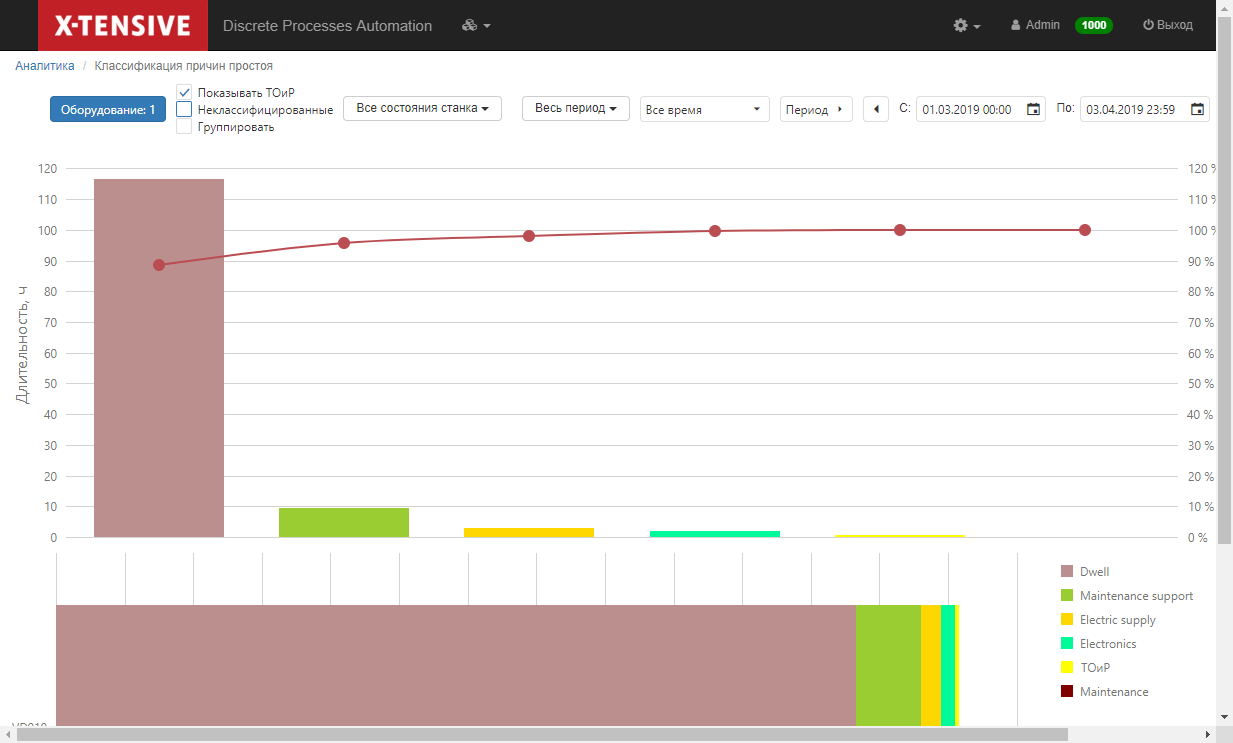 X-TENSIVE Discrete Processes Automation Admin 1000 Выход
Аналитика / Классификация причин простоя
Показывать ТОиР
Оборудование: 1 Неклассифицированные Все состояния станка Весь период Все время Период С: 01.03.2019 00:00 По: 03.04.2019 23:59
Группировать
Длительность, ч
120 120 %
110 110 %
100 100 %
90 90 %
80 80 %
70 70 %
60 60 %
50 50 %
40 40 %
30 30 %
20 20 %
10 10 %
0 0 %
Dwell
Maintenance support
Electric supply
Electronics
ТОиР
Maintenance